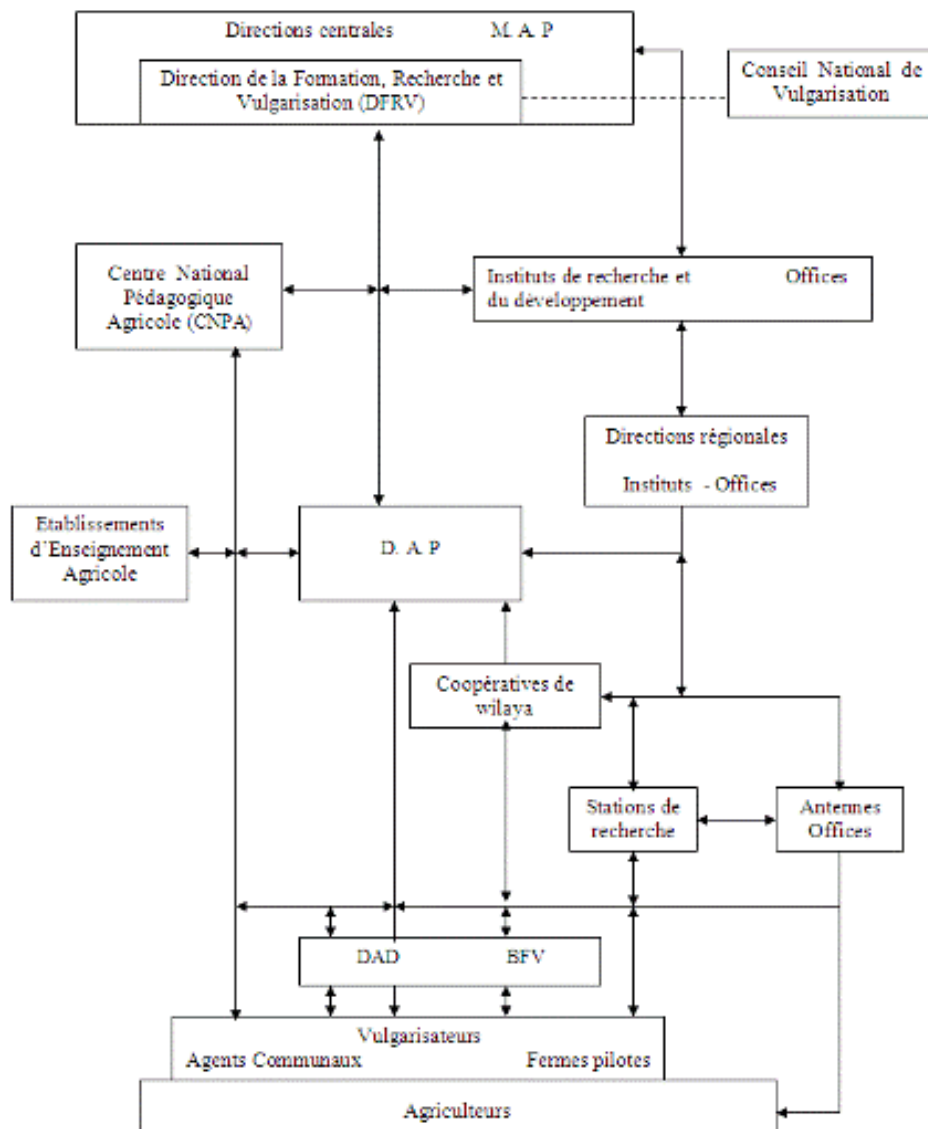 Directions centrales M. A. P
Direction de la Formation, Recherche et
Vulgarisation (DFRV)
Conseil National de
Vulgarisation
Centre National
Pédagogique
Agricole (CNPA)
Instituts de recherche et Offices
du développement
Directions régionales
Instituts - Offices
Etablissements
d'Enseignement
Agricole
D. A. P
Coopératives de
wilaya
Stations de
recherche
Antennes
Offices
DAD BFV
Vulgarisateurs
Agents Communaux Fermes pilotes
Agriculteurs